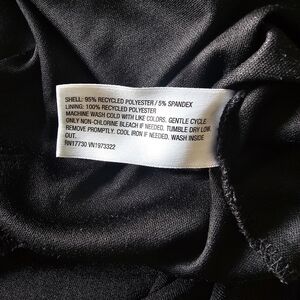 SHELL: 95% RECYCLED POLYESTER / 5% SPANDEX
LINING: 100% RECYCLED POLYESTER
MACHINE WASH COLD WITH LIKE COLORS. GENTLE CYCLE
ONLY NON-CHLORINE BLEACH IF NEEDED. TUMBLE DRY LOW.
REMOVE PROMPTLY. COOL IRON IF NEEDED. WASH INSIDE
OUT.
RN17730 VN1973322